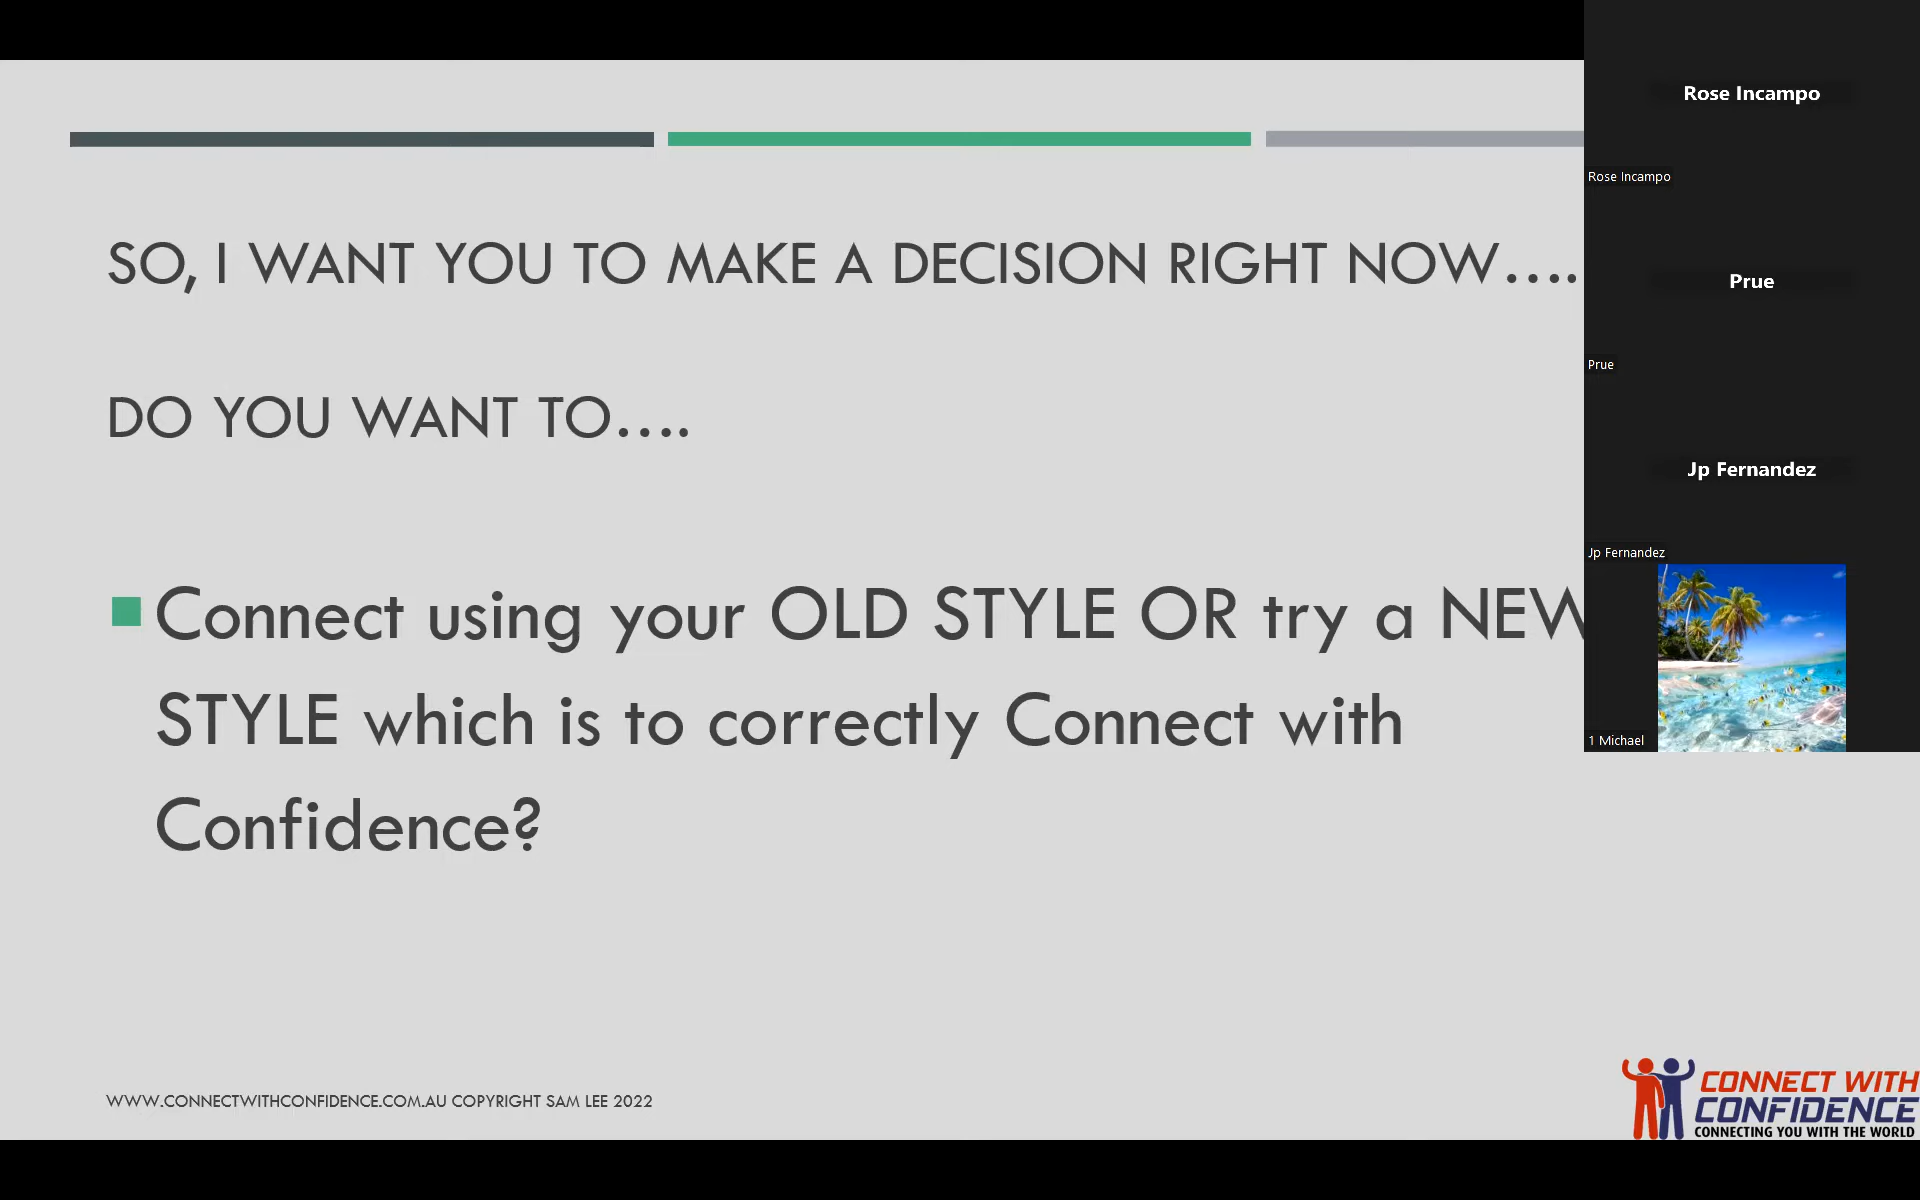 SO, I WANT YOU TO MAKE A DECISION RIGHT NOW….
DO YOU WANT TO….
Connect using your OLD STYLE OR try a NEW
STYLE which is to correctly Connect with
Confidence?
WWW.CONNECTWITHCONFIDENCE.COM.AU COPYRIGHT SAM LEE 2022
Rose Incampo
Rose Incampo
Prue
Prue
Jp Fernandez
Jp Fernandez
1 Michael
CONNECT WITH
CONFIDENCE
CONNECTING YOU WITH THE WORLD